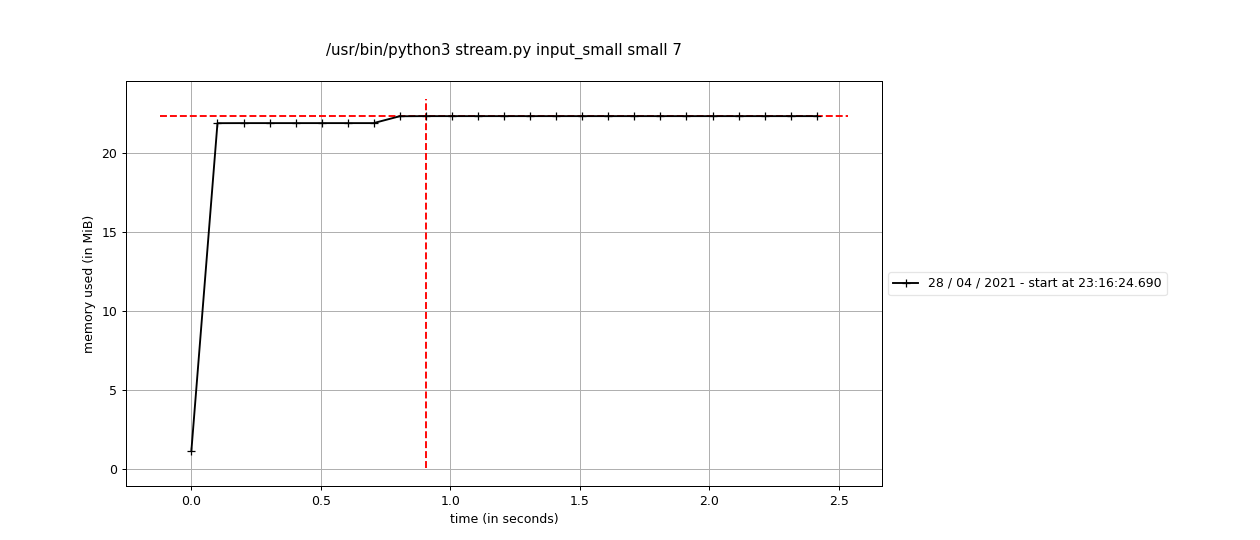 /usr/bin/python3 stream.py input_small small 7
memory used (in MiB)
20
15
10
5
0
0.0 0.5 1.0 1.5 2.0 2.5
time (in seconds)
28 / 04 / 2021 - start at 23:16:24.690